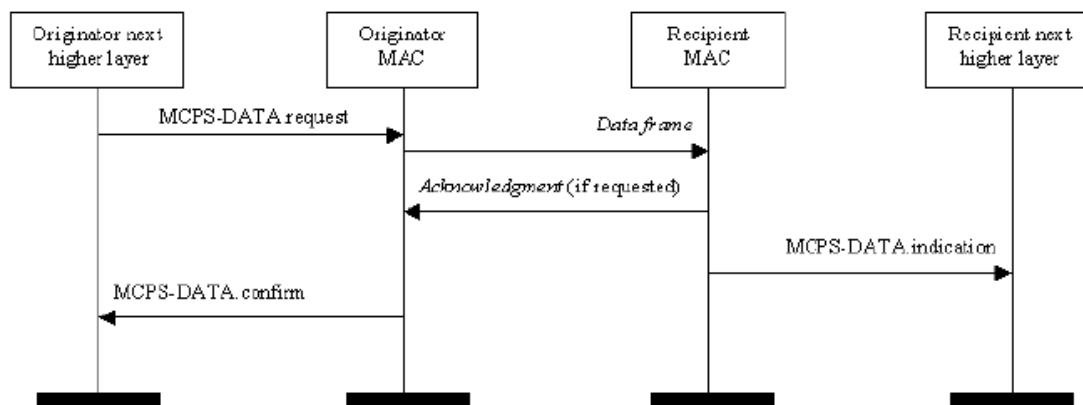 Originator next
higher layer
Originator
MAC
Recipient
MAC
Recipient next
higher layer
MCPS-DATA.request
Data frame
Acknowledgment (if requested)
MCPS-DATA.indication
MCPS-DATA.confirm